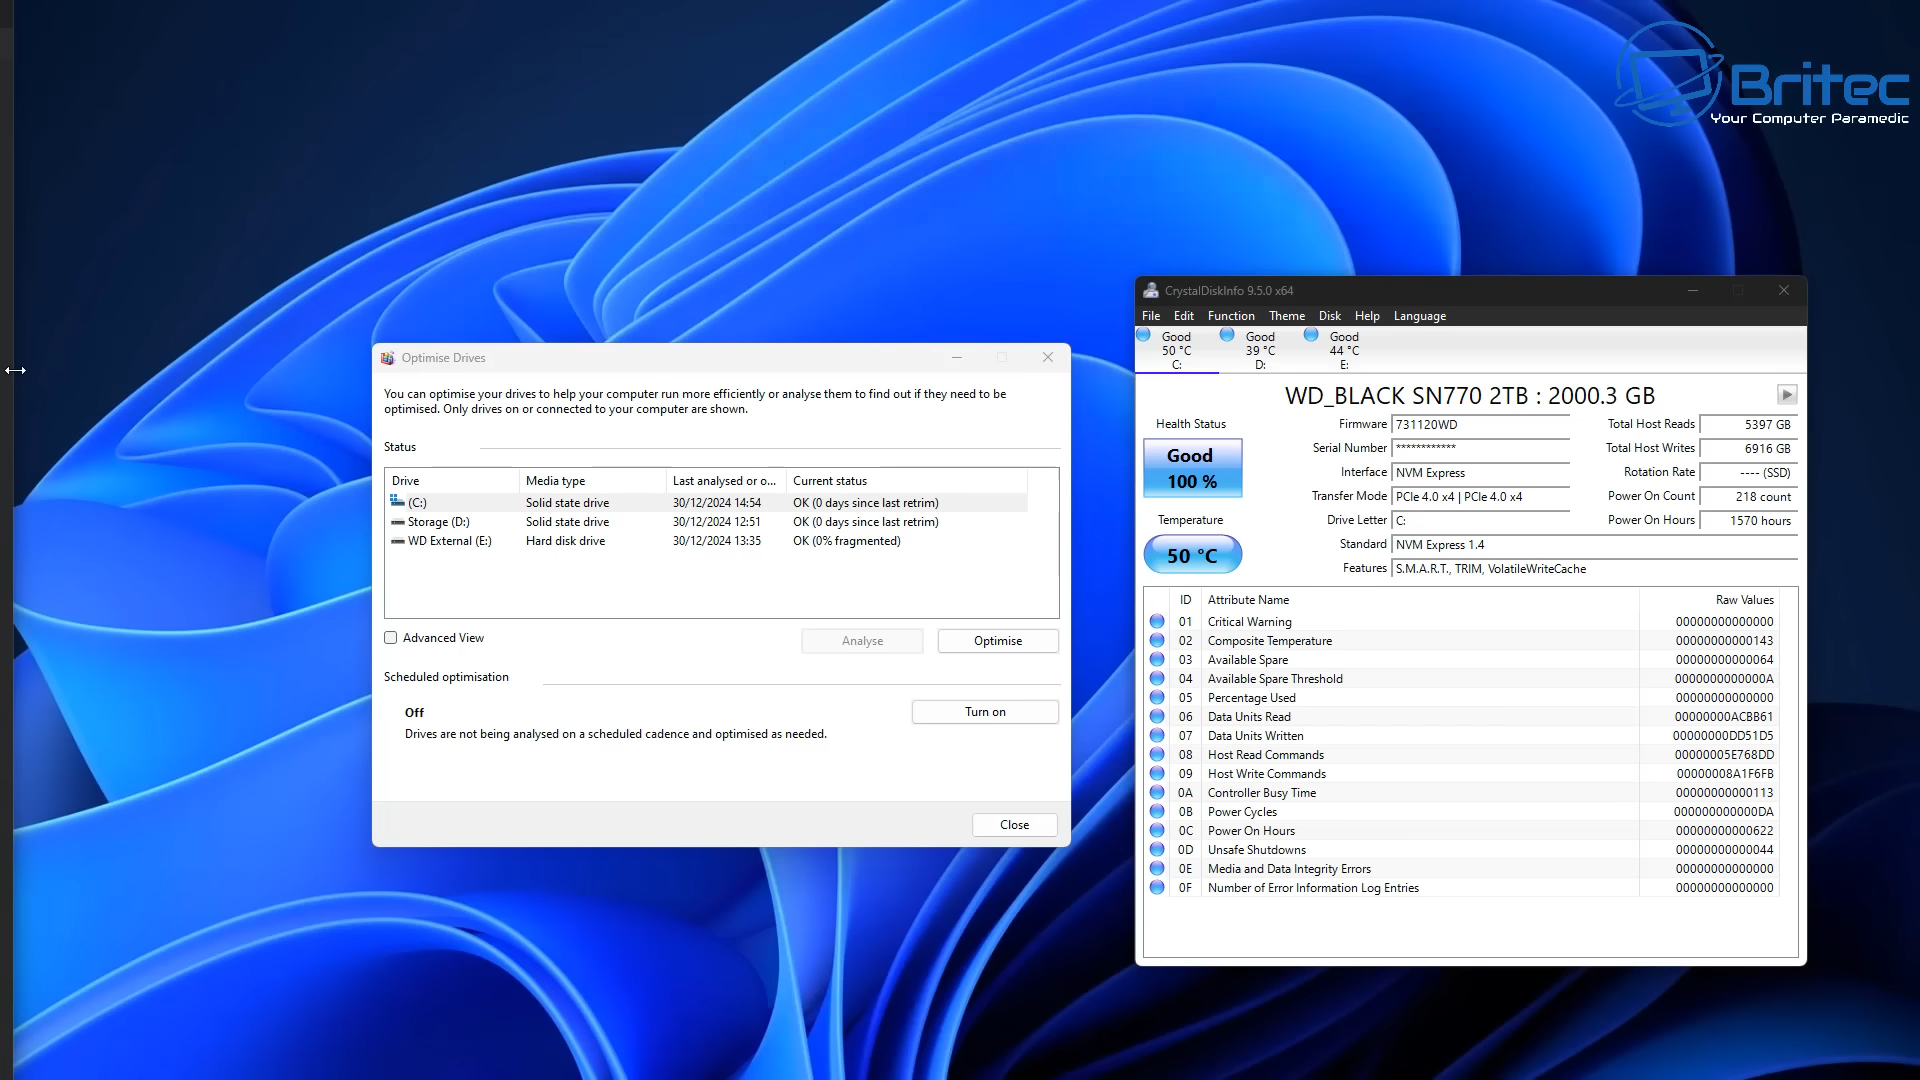 Britec
Your Computer Paramedic
Optimise Drives
You can optimise your drives to help your computer run more efficiently or analyse them to find out if they need to be
optimised. Only drives on or connected to your computer are shown.
Status
Drive Media type Last analysed or o... Current status
(C:) Solid state drive 30/12/2024 14:54 OK (0 days since last retrim)
Storage (D:) Solid state drive 30/12/2024 12:51 OK (0 days since last retrim)
WD External (E:) Hard disk drive 30/12/2024 13:35 OK (0% fragmented)
Advanced View Analyse Optimise
Scheduled optimisation
Off Turn on
Drives are not being analysed on a scheduled cadence and optimised as needed.
Close
CrystalDiskInfo 9.5.0 x64
File Edit Function Theme Disk Help Language
Good Good Good
50 °C 39 °C 44 °C
C: D: E:
WD_BLACK SN770 2TB : 2000.3 GB
Health Status Firmware 731120WD Total Host Reads 5397 GB
Good Serial Number ************ Total Host Writes 6916 GB
100 % Interface NVM Express Rotation Rate ---- (SSD)
Transfer Mode PCIe 4.0 x4 | PCIe 4.0 x4 Power On Count 218 count
Temperature Drive Letter C: Power On Hours 1570 hours
50 °C Standard NVM Express 1.4
Features S.M.A.R.T., TRIM, VolatileWriteCache
ID Attribute Name Raw Values
01 Critical Warning 00000000000000
02 Composite Temperature 00000000000143
03 Available Spare 00000000000064
04 Available Spare Threshold 0000000000000A
05 Percentage Used 00000000000000
06 Data Units Read 00000000ACBB61
07 Data Units Written 00000000DD51D5
08 Host Read Commands 00000005E768DD
09 Host Write Commands 00000008A1F6FB
0A Controller Busy Time 00000000000113
0B Power Cycles 000000000000DA
0C Power On Hours 00000000000622
0D Unsafe Shutdowns 00000000000044
0E Media and Data Integrity Errors 00000000000000
0F Number of Error Information Log Entries 00000000000000